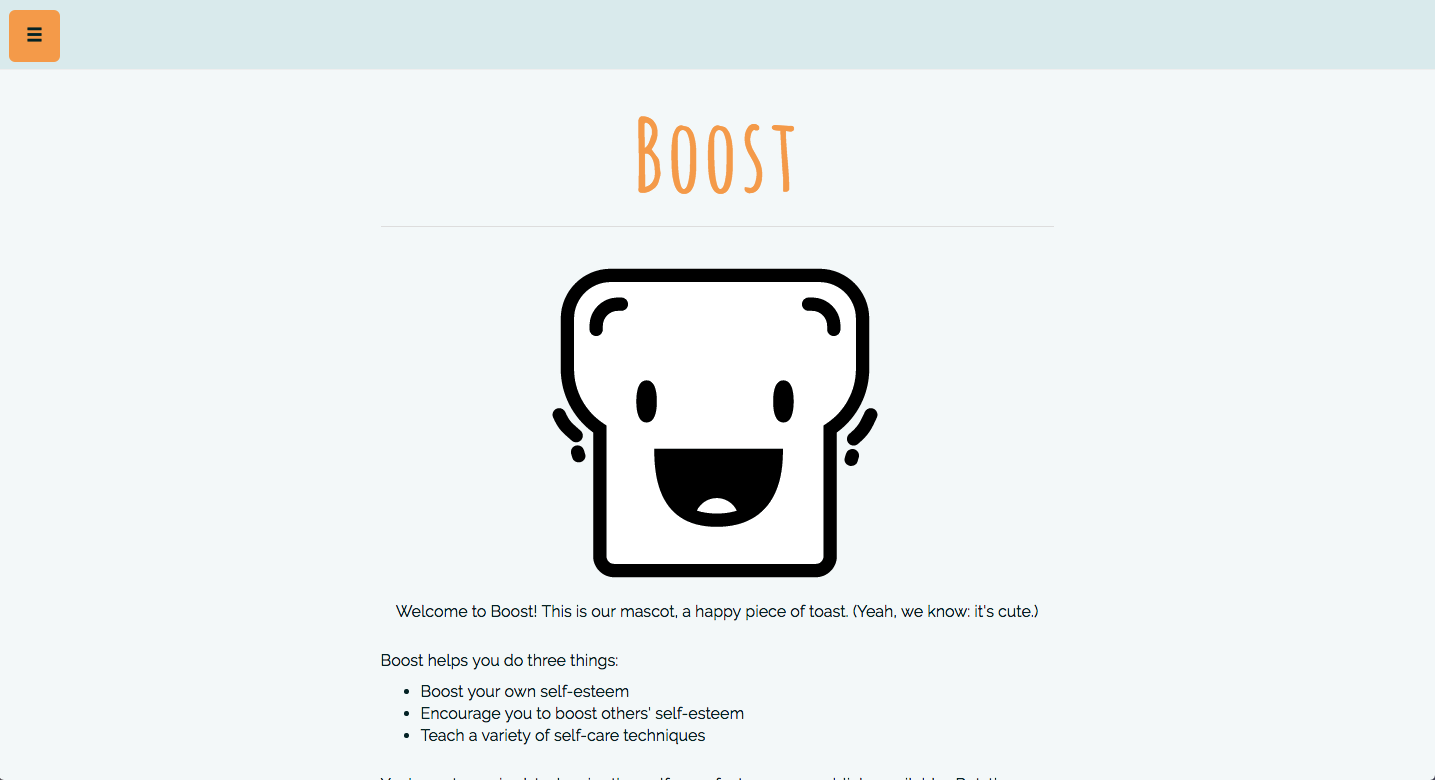 Boost
Welcome to Boost! This is our mascot, a happy piece of toast. (Yeah, we know: it's cute.)
Boost helps you do three things:
Boost your own self-esteem
Encourage you to boost others' self-esteem
Teach a variety of self-care techniques